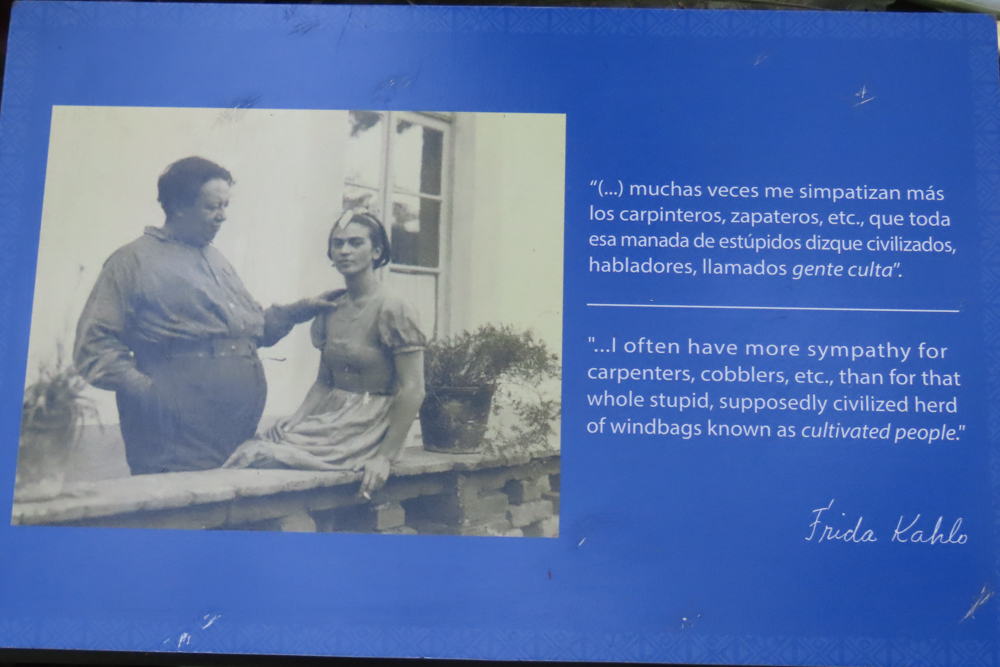 “(...) muchas veces me simpatizan más
los carpinteros, zapateros, etc., que toda
esa manada de estúpidos dizque civilizados,
habladores, llamados gente culta”.
"...I often have more sympathy for
carpenters, cobblers, etc., than for that
whole stupid, supposedly civilized herd
of windbags known as cultivated people."
Frida Kahlo